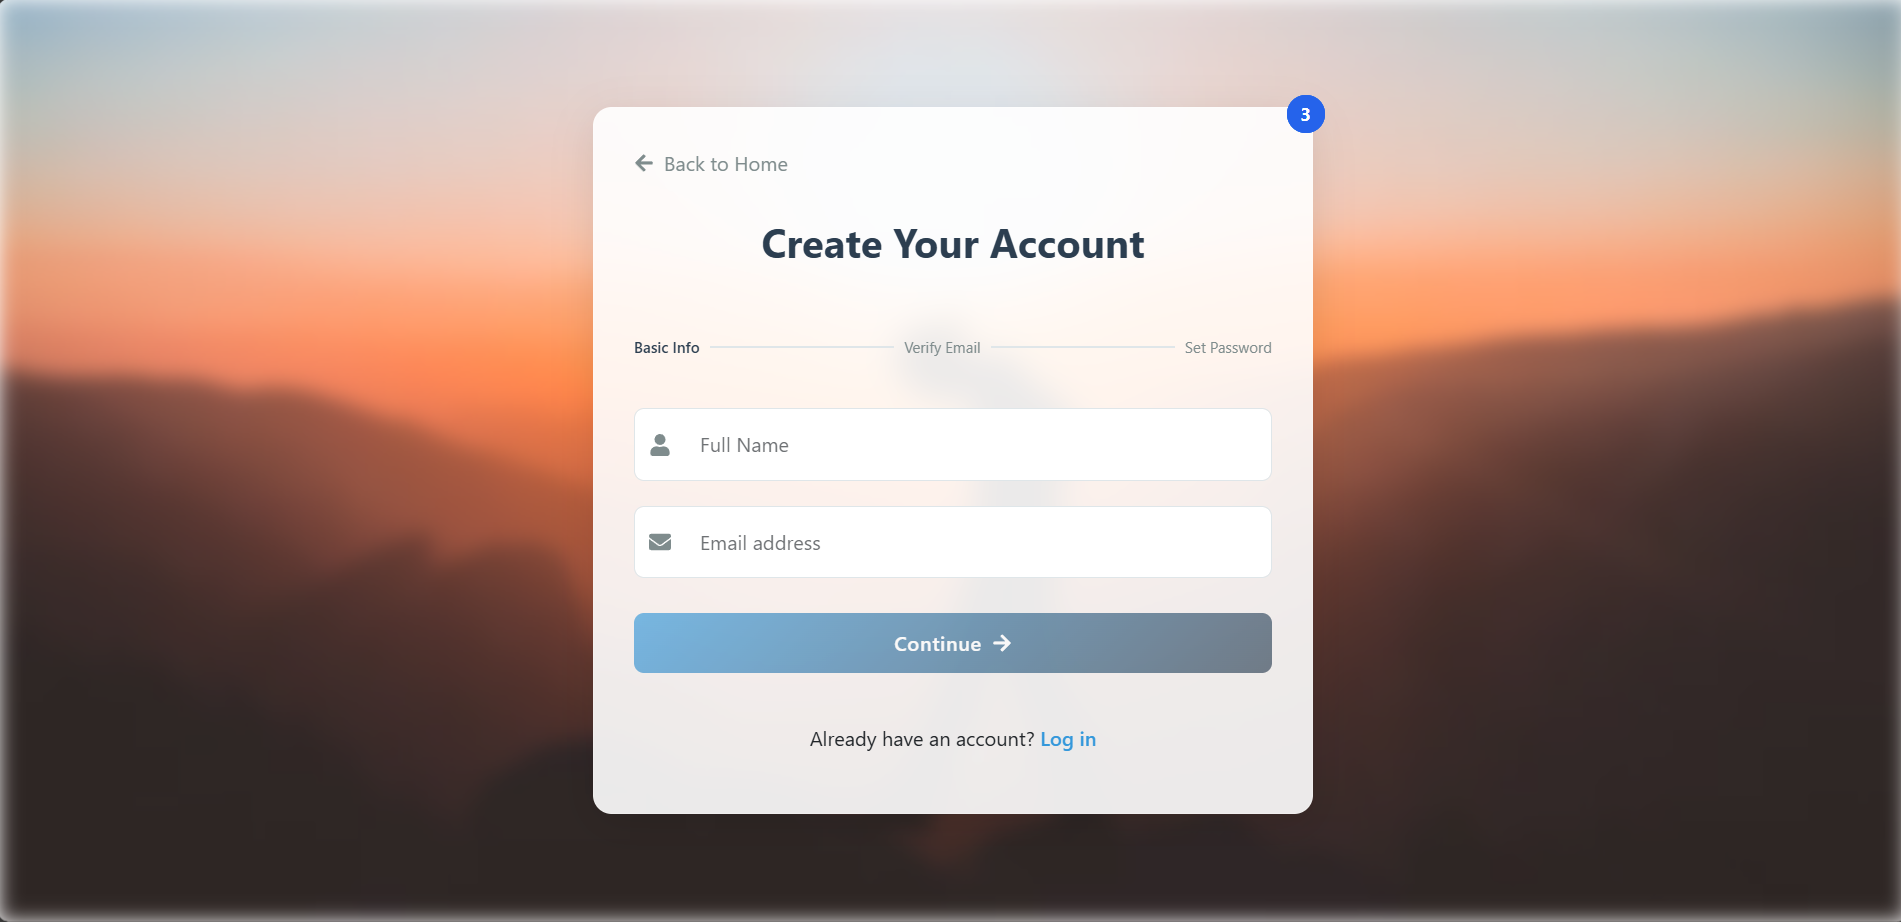 3
Back to Home
Create Your Account
Basic Info
Verify Email
Set Password
Full Name
Email address
Continue
Already have an account? Log in